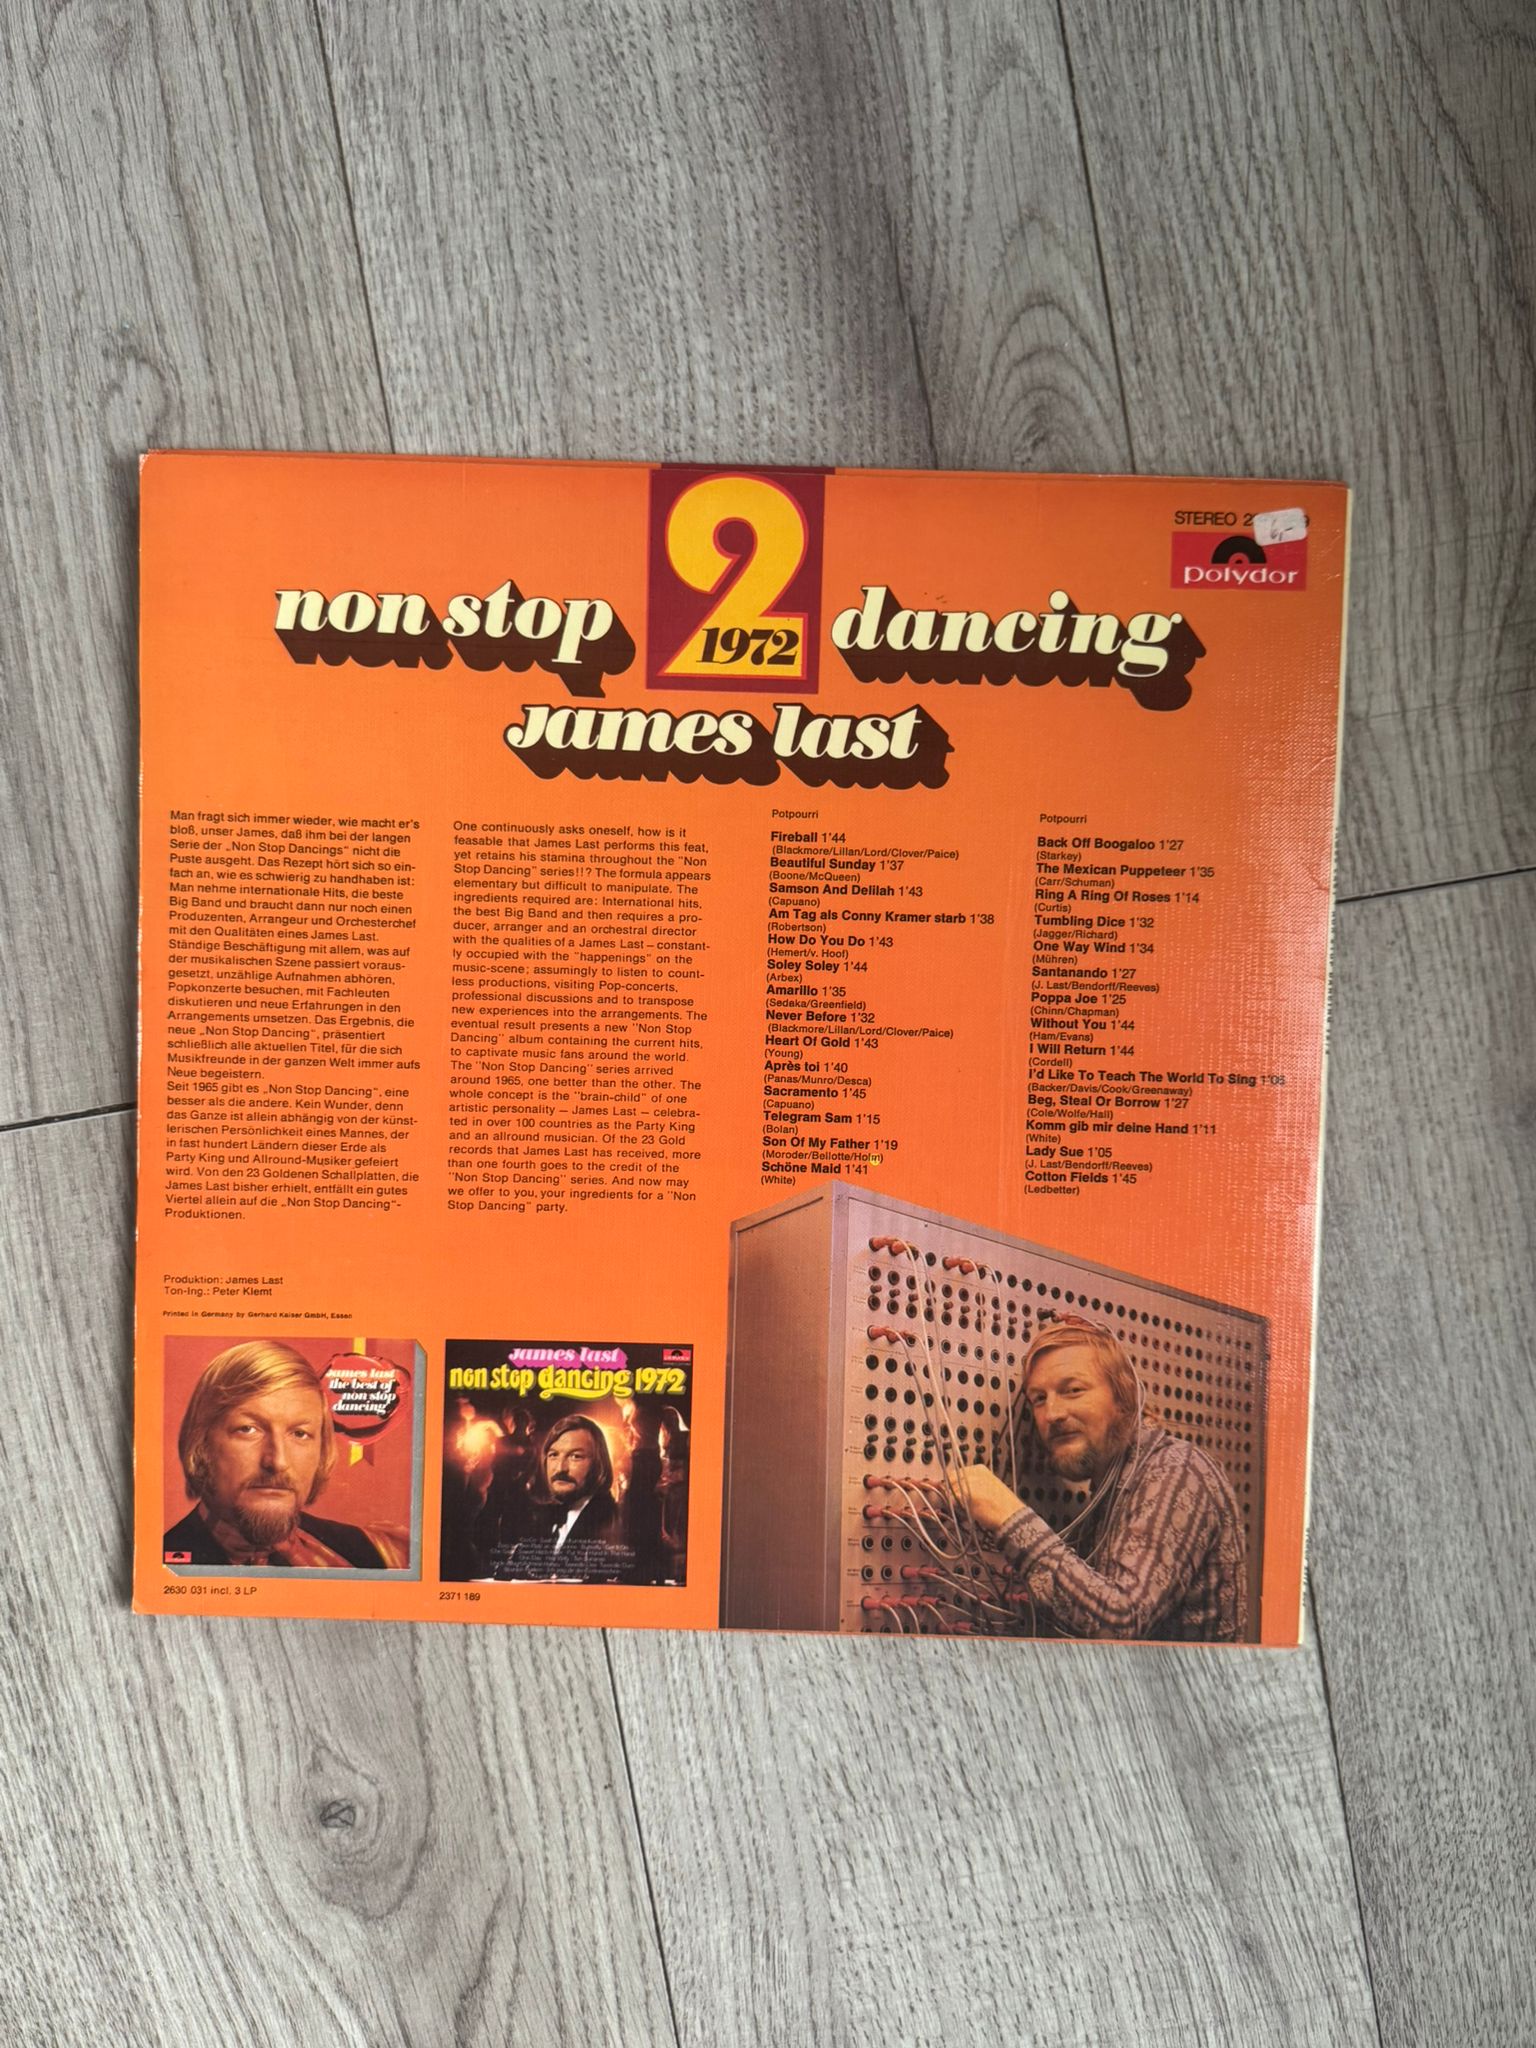 STEREO
6,-
polydor
2
1972
non stop
dancing
James last
Man fragt sich immer wieder, wie macht er's
bloß, unser James, daß ihm bei der langen
Serie der „Non Stop Dancings" nicht die
Puste ausgeht. Das Rezept hört sich so ein-
fach an, wie es schwierig zu handhaben ist:
Man nehme internationale Hits, die beste
Big Band und braucht dann nur noch einen
Produzenten, Arrangeur und Orchesterchef
mit den Qualitäten eines James Last.
Ständige Beschäftigung mit allem, was auf
der musikalischen Szene passiert voraus-
gesetzt, unzählige Aufnahmen abhören,
Popkonzerte besuchen, mit Fachleuten
diskutieren und neue Erfahrungen in den
Arrangements umsetzen. Das Ergebnis, die
neue „Non Stop Dancing", präsentiert
schließlich alle aktuellen Titel, für die sich
Musikfreunde in der ganzen Welt immer aufs
Neue begeistern.
Seit 1965 gibt es „Non Stop Dancing", eine
besser als die andere. Kein Wunder, denn
das Ganze ist allein abhängig von der künst-
lerischen Persönlichkeit eines Mannes, der
in fast hundert Ländern dieser Erde als
Party King und Allround-Musiker gefeiert
wird. Von den 23 Goldenen Schallplatten, die
James Last bisher erhielt, entfällt ein gutes
Viertel allein auf die „Non Stop Dancing"-
Produktionen.
One continuously asks oneself, how is it
feasable that James Last performs this feat,
yet retains his stamina throughout the "Non
Stop Dancing" series!!? The formula appears
elementary but difficult to manipulate. The
ingredients required are: International hits,
the best Big Band and then requires a pro-
ducer, arranger and an orchestral director
with the qualities of a James Last – constant-
ly occupied with the "happenings" on the
music-scene; assumingly to listen to count-
less productions, visiting Pop-concerts,
professional discussions and to transpose
new experiences into the arrangements. The
eventual result presents a new "Non Stop
Dancing" album containing the current hits,
to captivate music fans around the world.
The "Non Stop Dancing" series arrived
around 1965, one better than the other. The
whole concept is the "brain-child" of one
artistic personality – James Last – celebra-
ted in over 100 countries as the Party King
and an allround musician. Of the 23 Gold
records that James Last has received, more
than one fourth goes to the credit of the
"Non Stop Dancing" series. And now may
we offer to you, your ingredients for a "Non
Stop Dancing" party.
Potpourri
Fireball 1'44
(Blackmore/Lillan/Lord/Clover/Paice)
Beautiful Sunday 1'37
(Boone/McQueen)
Samson And Delilah 1'43
(Capuano)
Am Tag als Conny Kramer starb 1'38
(Robertson)
How Do You Do 1'43
(Hemert/v. Hoof)
Soley Soley 1'44
(Arbex)
Amarillo 1'35
(Sedaka/Greenfield)
Never Before 1'32
(Blackmore/Lillan/Lord/Clover/Paice)
Heart Of Gold 1'43
(Young)
Après toi 1'40
(Panas/Munro/Desca)
Sacramento 1'45
(Capuano)
Telegram Sam 1'15
(Bolan)
Son Of My Father 1'19
(Moroder/Bellotte/Holm)
Schöne Maid 1'41
(White)
Potpourri
Back Off Boogaloo 1'27
(Starkey)
The Mexican Puppeteer 1'35
(Carr/Schuman)
Ring A Ring Of Roses 1'14
(Curtis)
Tumbling Dice 1'32
(Jagger/Richard)
One Way Wind 1'34
(Mühren)
Santanando 1'27
(J. Last/Bendorff/Reeves)
Poppa Joe 1'25
(Chinn/Chapman)
Without You 1'44
(Ham/Evans)
I Will Return 1'44
(Cordell)
I'd Like To Teach The World To Sing 1'06
(Backer/Davis/Cook/Greenaway)
Beg, Steal Or Borrow 1'27
(Cole/Wolfe/Hall)
Komm gib mir deine Hand 1'11
(White)
Lady Sue 1'05
(J. Last/Bendorff/Reeves)
Cotton Fields 1'45
(Ledbetter)
Produktion: James Last
Ton-Ing.: Peter Klemt
Printed in Germany by Gerhard Kaiser GmbH, Essen
James last
the best of
non stop
dancing
2630 031 incl. 3 LP
James last
non stop dancing 1972
2371 189